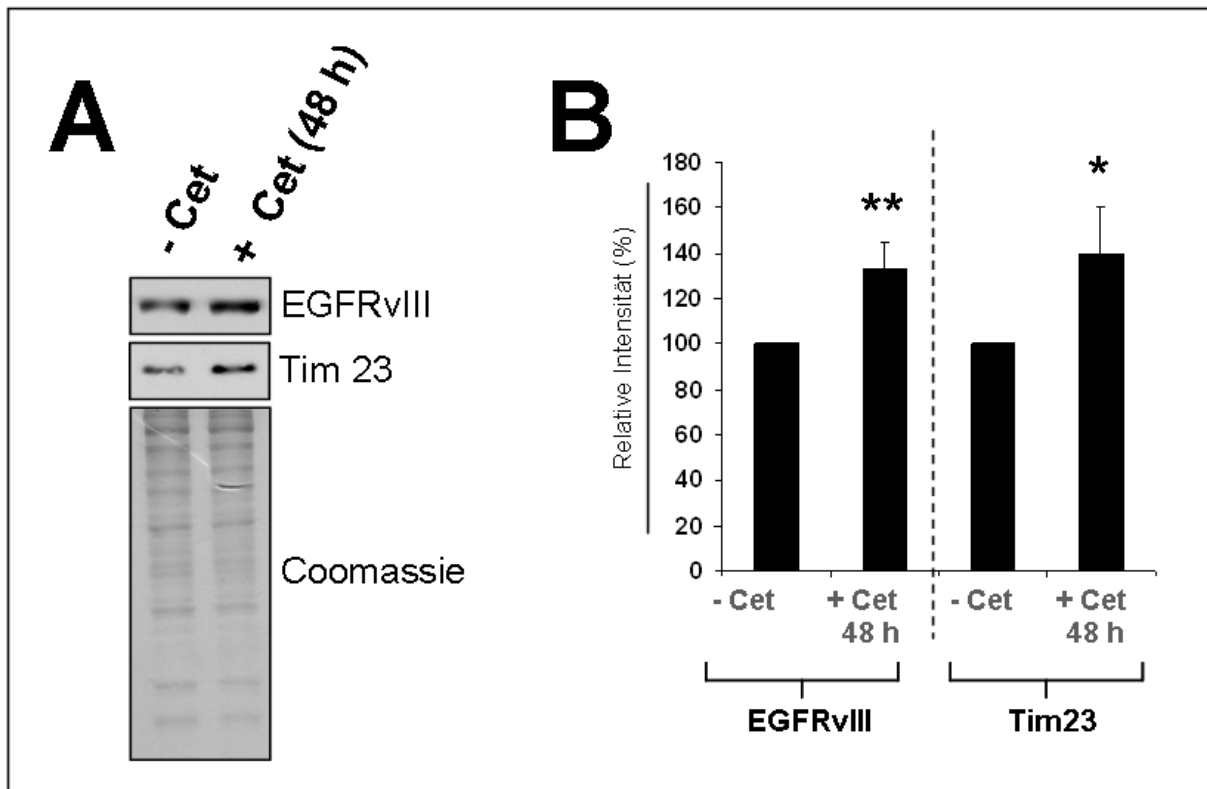 A
- Cet
+ Cet (48 h)
EGFRvIII
Tim 23
Coomassie
B
Relative Intensität (%)
180
160
140
120
100
80
60
40
20
0
**
*
- Cet
+ Cet
48 h
- Cet
+ Cet
48 h
EGFRvIII
Tim23